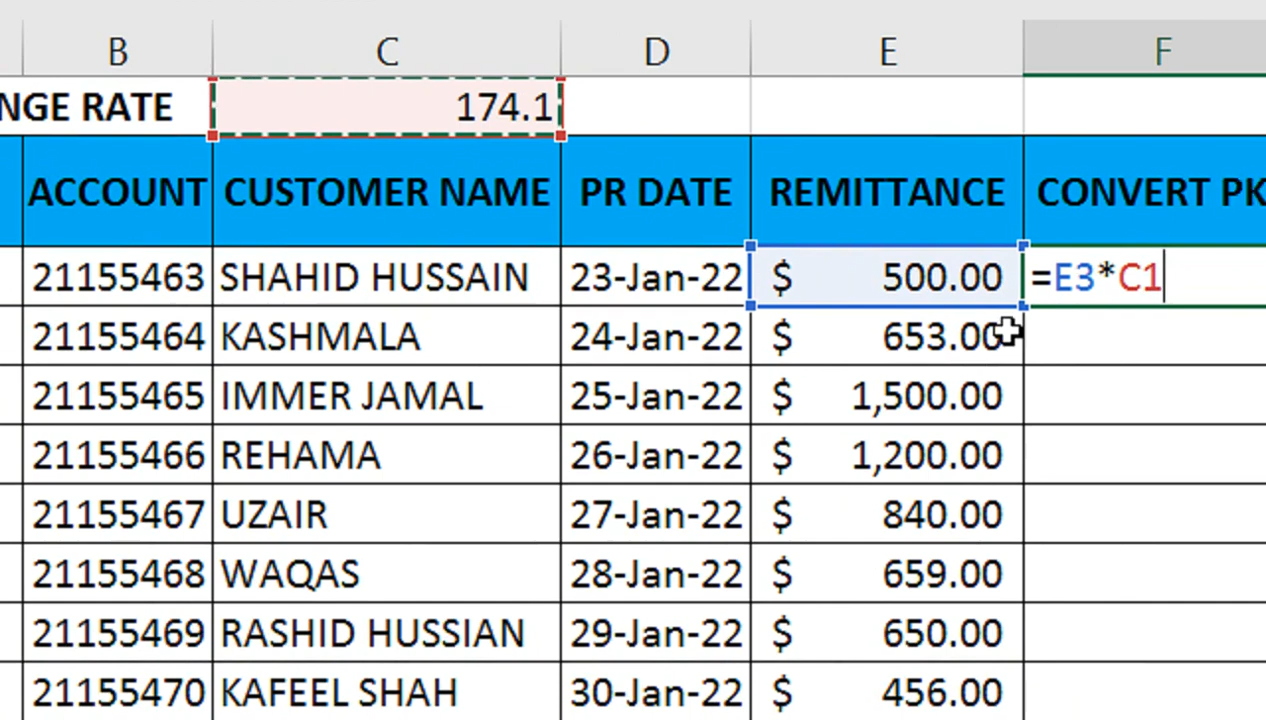 B C D E F
NGE RATE 174.1
ACCOUNT CUSTOMER NAME PR DATE REMITTANCE CONVERT PK
21155463 SHAHID HUSSAIN 23-Jan-22 $ 500.00 =E3*C1
21155464 KASHMALA 24-Jan-22 $ 653.00
21155465 IMMER JAMAL 25-Jan-22 $ 1,500.00
21155466 REHAMA 26-Jan-22 $ 1,200.00
21155467 UZAIR 27-Jan-22 $ 840.00
21155468 WAQAS 28-Jan-22 $ 659.00
21155469 RASHID HUSSIAN 29-Jan-22 $ 650.00
21155470 KAFEEL SHAH 30-Jan-22 $ 456.00